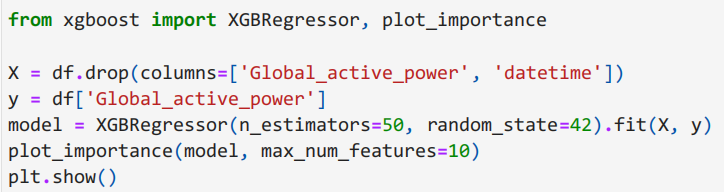 from xgboost import XGBRegressor, plot_importance
X = df.drop(columns=['Global_active_power', 'datetime'])
y = df['Global_active_power']
model = XGBRegressor(n_estimators=50, random_state=42).fit(X, y)
plot_importance(model, max_num_features=10)
plt.show()